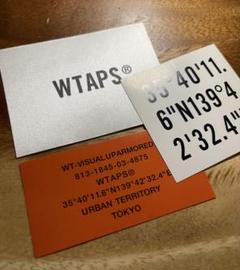 WTAPS®
35°40'11.
6"N139°4
2'32.4"
WT-VISUALUPARMORED
813-1845-03-4675
WTAPS®
35°40'11.6"N139°42'32.4"E
URBAN TERRITORY
TOKYO